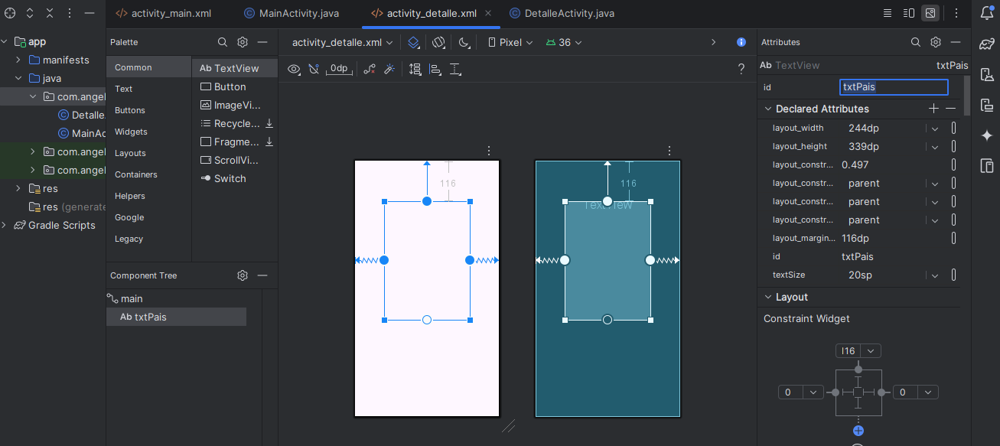 activity_main.xml
MainActivity.java
activity_detalle.xml
DetalleActivity.java
app
manifests
java
com.angel
Detalle
MainAc
com.angel
com.angel
res
res (generate
Gradle Scripts
Palette
Common
Text
Buttons
Widgets
Layouts
Containers
Helpers
Google
Legacy
Ab TextView
Button
ImageVi...
Recycle...
Fragme...
ScrollVi...
Switch
Component Tree
main
Ab txtPais
activity_detalle.xml
Pixel
36
0dp
?
116
116
TextView
Attributes
Ab TextView
txtPais
id
txtPais
Declared Attributes
layout_width 244dp
layout_height 339dp
layout_constr... 0.497
layout_constr... parent
layout_constr... parent
layout_constr... parent
layout_margin... 116dp
id txtPais
textSize 20sp
Layout
Constraint Widget
116
0
0